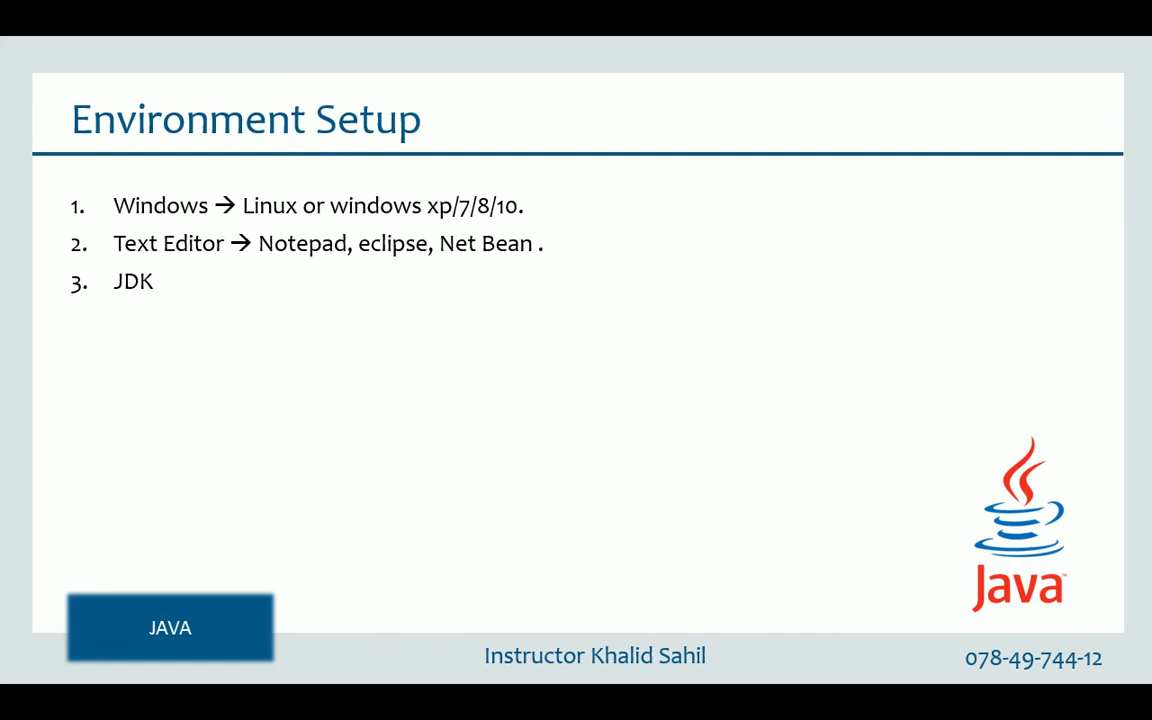 Environment Setup
1. Windows → Linux or windows xp/7/8/10.
2. Text Editor → Notepad, eclipse, Net Bean .
3. JDK
Java™
JAVA
Instructor Khalid Sahil
078-49-744-12